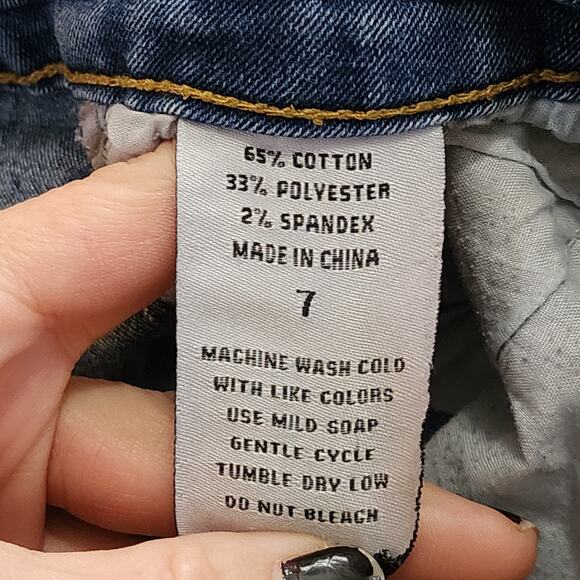 65% COTTON
33% POLYESTER
2% SPANDEX
MADE IN CHINA
7
MACHINE WASH COLD
WITH LIKE COLORS
USE MILD SOAP
GENTLE CYCLE
TUMBLE DRY LOW
DO NOT BLEACH